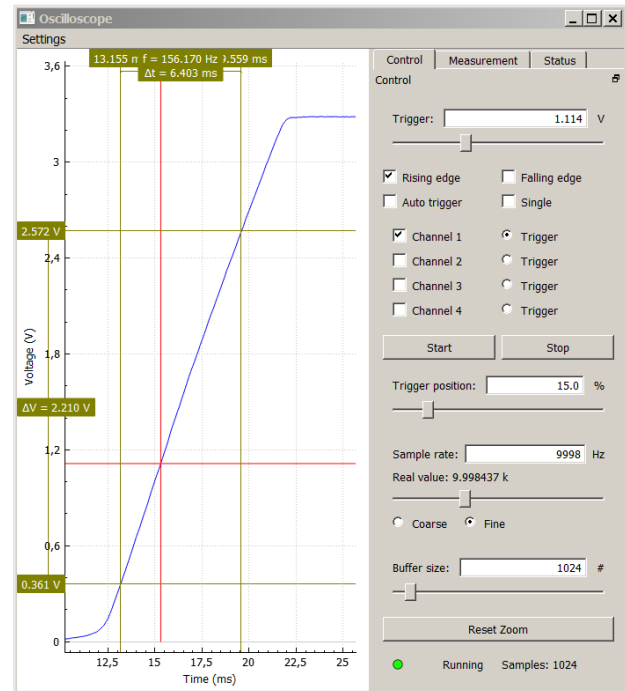 Oscilloscope
Settings
13.155 m f = 156.170 Hz 9.559 ms
Δt = 6.403 ms
3,6
3
2.572 V
2,4
Voltage (V)
1,8
ΔV = 2.210 V
1,2
0,6
0.361 V
0
12,5 15 17,5 20 22,5 25
Time (ms)
Control Measurement Status
Control
Trigger: 1.114 V
Rising edge Falling edge
Auto trigger Single
Channel 1 Trigger
Channel 2 Trigger
Channel 3 Trigger
Channel 4 Trigger
Start Stop
Trigger position: 15.0 %
Sample rate: 9998 Hz
Real value: 9.998437 k
Coarse Fine
Buffer size: 1024 #
Reset Zoom
Running Samples: 1024